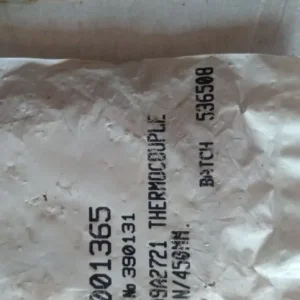 001365
No 390131
9A2721 THERMOCOUPLE
N/450MM.
BATCH 536508